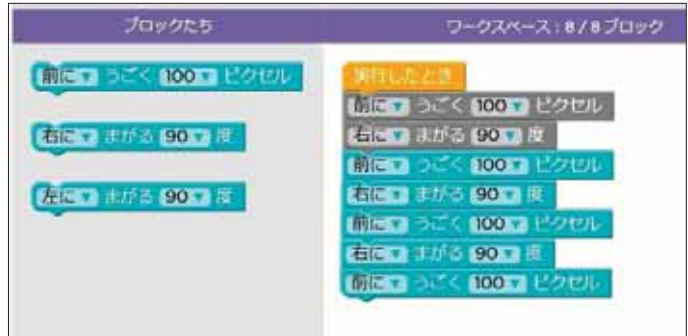 ブロックたち
ワークスペース:8/8ブロック
前に うごく 100 ピクセル
右に まがる 90 度
左に まがる 90 度
実行したとき
前に うごく 100 ピクセル
右に まがる 90 度
前に うごく 100 ピクセル
右に まがる 90 度
前に うごく 100 ピクセル
右に まがる 90 度
前に うごく 100 ピクセル